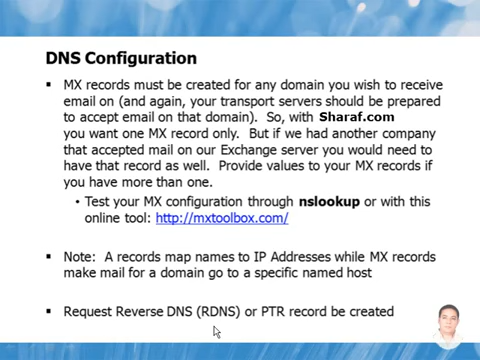 DNS Configuration
MX records must be created for any domain you wish to receive
email on (and again, your transport servers should be prepared
to accept email on that domain). So, with Sharaf.com
you want one MX record only. But if we had another company
that accepted mail on our Exchange server you would need to
have that record as well. Provide values to your MX records if
you have more than one.
• Test your MX configuration through nslookup or with this
online tool: http://mxtoolbox.com/
Note: A records map names to IP Addresses while MX records
make mail for a domain go to a specific named host
Request Reverse DNS (RDNS) or PTR record be created